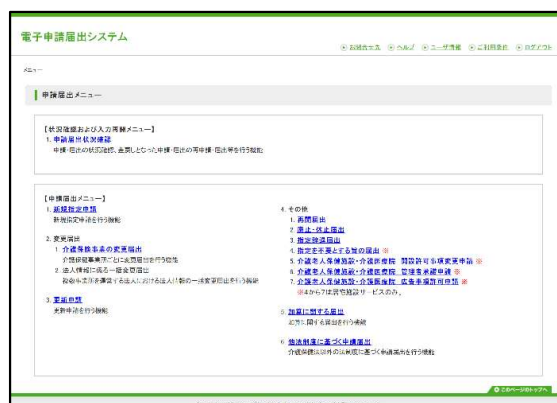 電子申請届出システム
お問合せ先 ヘルプ ユーザ情報 ご利用条件 ログアウト
メニュー
申請届出メニュー
【状況確認および入力再開メニュー】
1. 申請届出状況確認
申請・届出の状況確認、差戻しとなった申請・届出の再申請・届出等を行う機能
【申請届出メニュー】
1. 新規指定申請
新規指定申請を行う機能
2. 変更届出
1 介護保険事業の変更届出
介護保険事業所ごとに変更届出を行う機能
2. 法人情報に係る一括変更届出
複数事業所を運営する法人における法人情報の一括変更届出を行う機能
3. 更新申請
更新申請を行う機能
4. その他
1. 再開届出
2. 廃止・休止届出
3. 指定辞退届出
4. 指定を不要とする旨の届出 ※
5. 介護老人保健施設・介護医療院 開設許可事項変更申請 ※
6. 介護老人保健施設・介護医療院 管理者承認申請 ※
7. 介護老人保健施設・介護医療院 広告事項許可申請 ※
※4から7は居宅施設サービスのみ。
5. 加算に関する届出
加算に関する届出を行う機能
6. 他法制度に基づく申請届出
介護保険法以外の法制度に基づく申請届出を行う機能
このページのトップへ